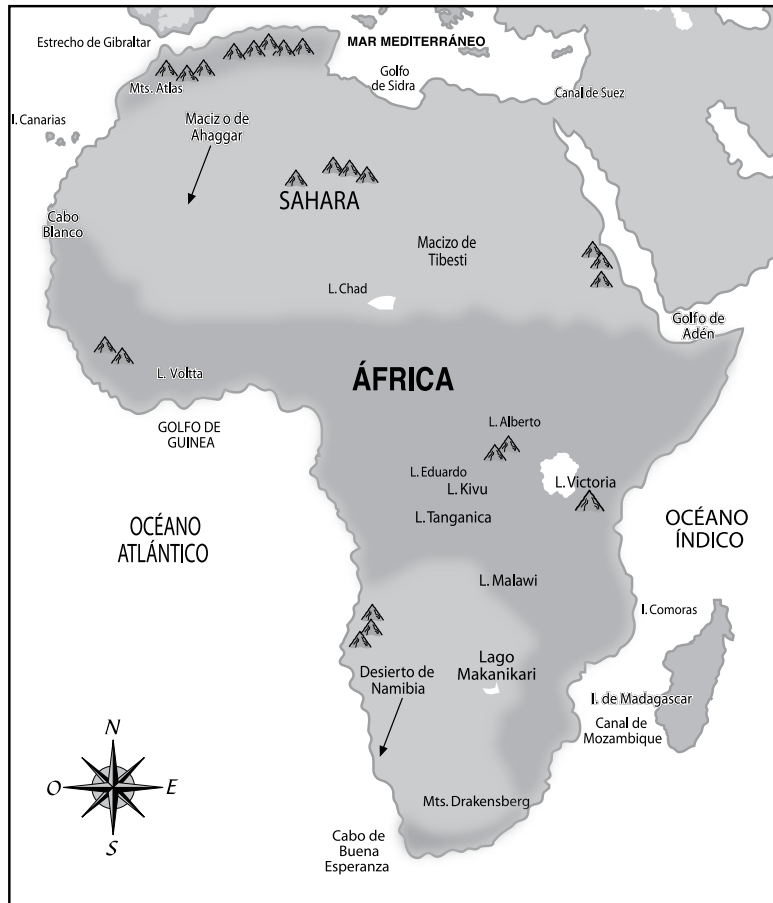 Estrecho de Gibraltar
MAR MEDITERRÁNEO
Mts. Atlas
Golfo
de Sidra
Canal de Suez
I. Canarias
Macizo de
Ahaggar
SAHARA
Cabo
Blanco
Macizo de
Tibesti
L. Chad
Golfo de
Adén
L. Voltta
ÁFRICA
GOLFO DE
GUINEA
L. Alberto
L. Eduardo
L. Kivu
L. Victoria
L. Tanganica
OCÉANO
ATLÁNTICO
OCÉANO
ÍNDICO
L. Malawi
I. Comoras
Lago
Makanikari
Desierto de
Namibia
I. de Madagascar
Canal de
Mozambique
N
O
E
S
Mts. Drakensberg
Cabo de
Buena
Esperanza